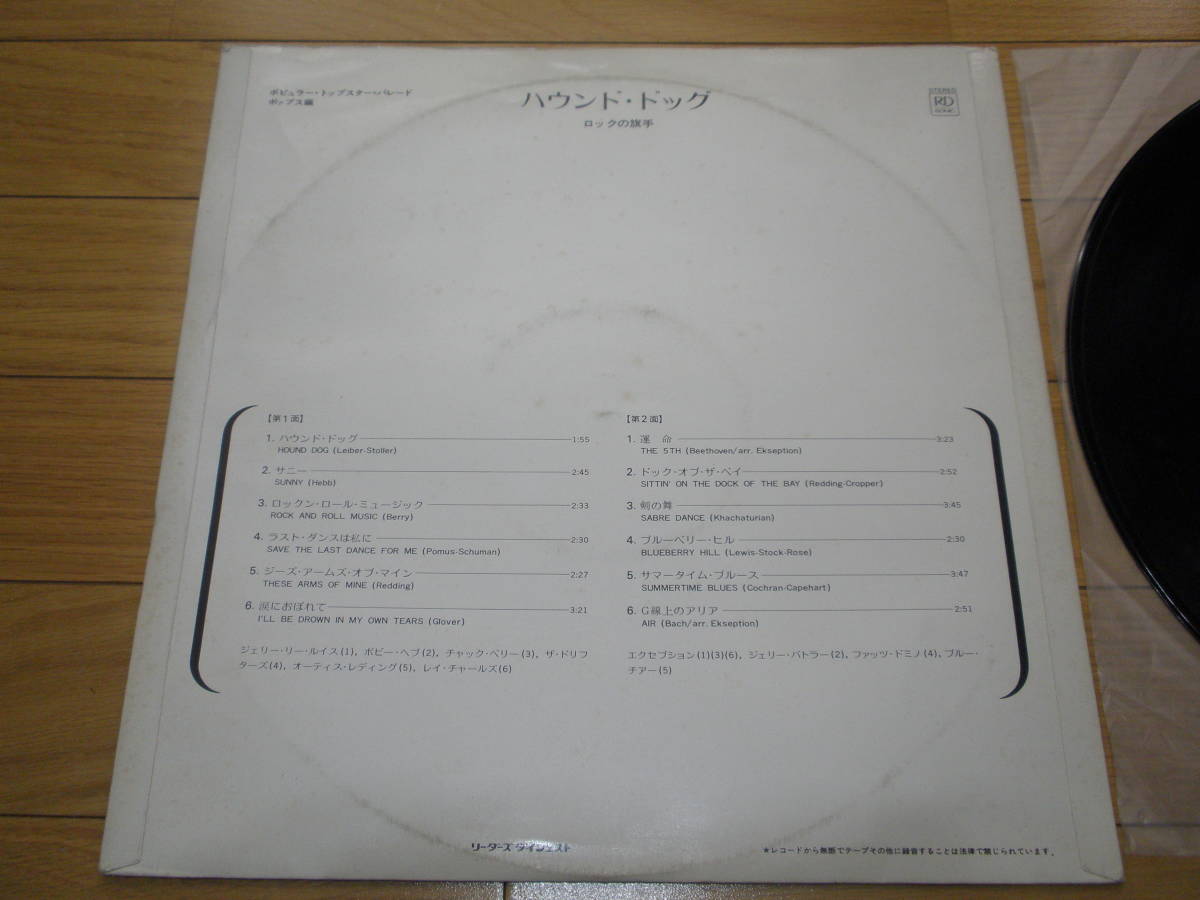 ポピュラー・トップスター・パレード
ポップス編
ハウンド・ドッグ
ロックの旗手
STEREO
RD
SONIC
【第1面】
1. ハウンド・ドッグ 1:55
HOUND DOG (Leiber-Stoller)
2. サニー 2:45
SUNNY (Hebb)
3. ロックン・ロール・ミュージック 2:33
ROCK AND ROLL MUSIC (Berry)
4. ラスト・ダンスは私に 2:30
SAVE THE LAST DANCE FOR ME (Pomus-Schuman)
5. ジーズ・アームズ・オブ・マイン 2:27
THESE ARMS OF MINE (Redding)
6. 涙におぼれて 3:21
I'LL BE DROWN IN MY OWN TEARS (Glover)
ジェリー・リー・ルイス(1), ボビー・ヘブ(2), チャック・ベリー(3), ザ・ドリフ
ターズ(4), オーティス・レディング(5), レイ・チャールズ(6)
【第2面】
1. 運 命 3:23
THE 5TH (Beethoven/arr. Ekseption)
2. ドック・オブ・ザ・ベイ 2:52
SITTIN' ON THE DOCK OF THE BAY (Redding-Cropper)
3. 剣の舞 3:45
SABRE DANCE (Khachaturian)
4. ブルーベリー・ヒル 2:30
BLUEBERRY HILL (Lewis-Stock-Rose)
5. サマータイム・ブルース 3:47
SUMMERTIME BLUES (Cochran-Capehart)
6. G線上のアリア 2:51
AIR (Bach/arr. Ekseption)
エクセプション(1)(3)(6), ジェリー・バトラー(2), ファッツ・ドミノ(4), ブルー・
チアー(5)
リーダーズ ダイジェスト
★レコードから無断でテープその他に録音することは法律で禁じられています。